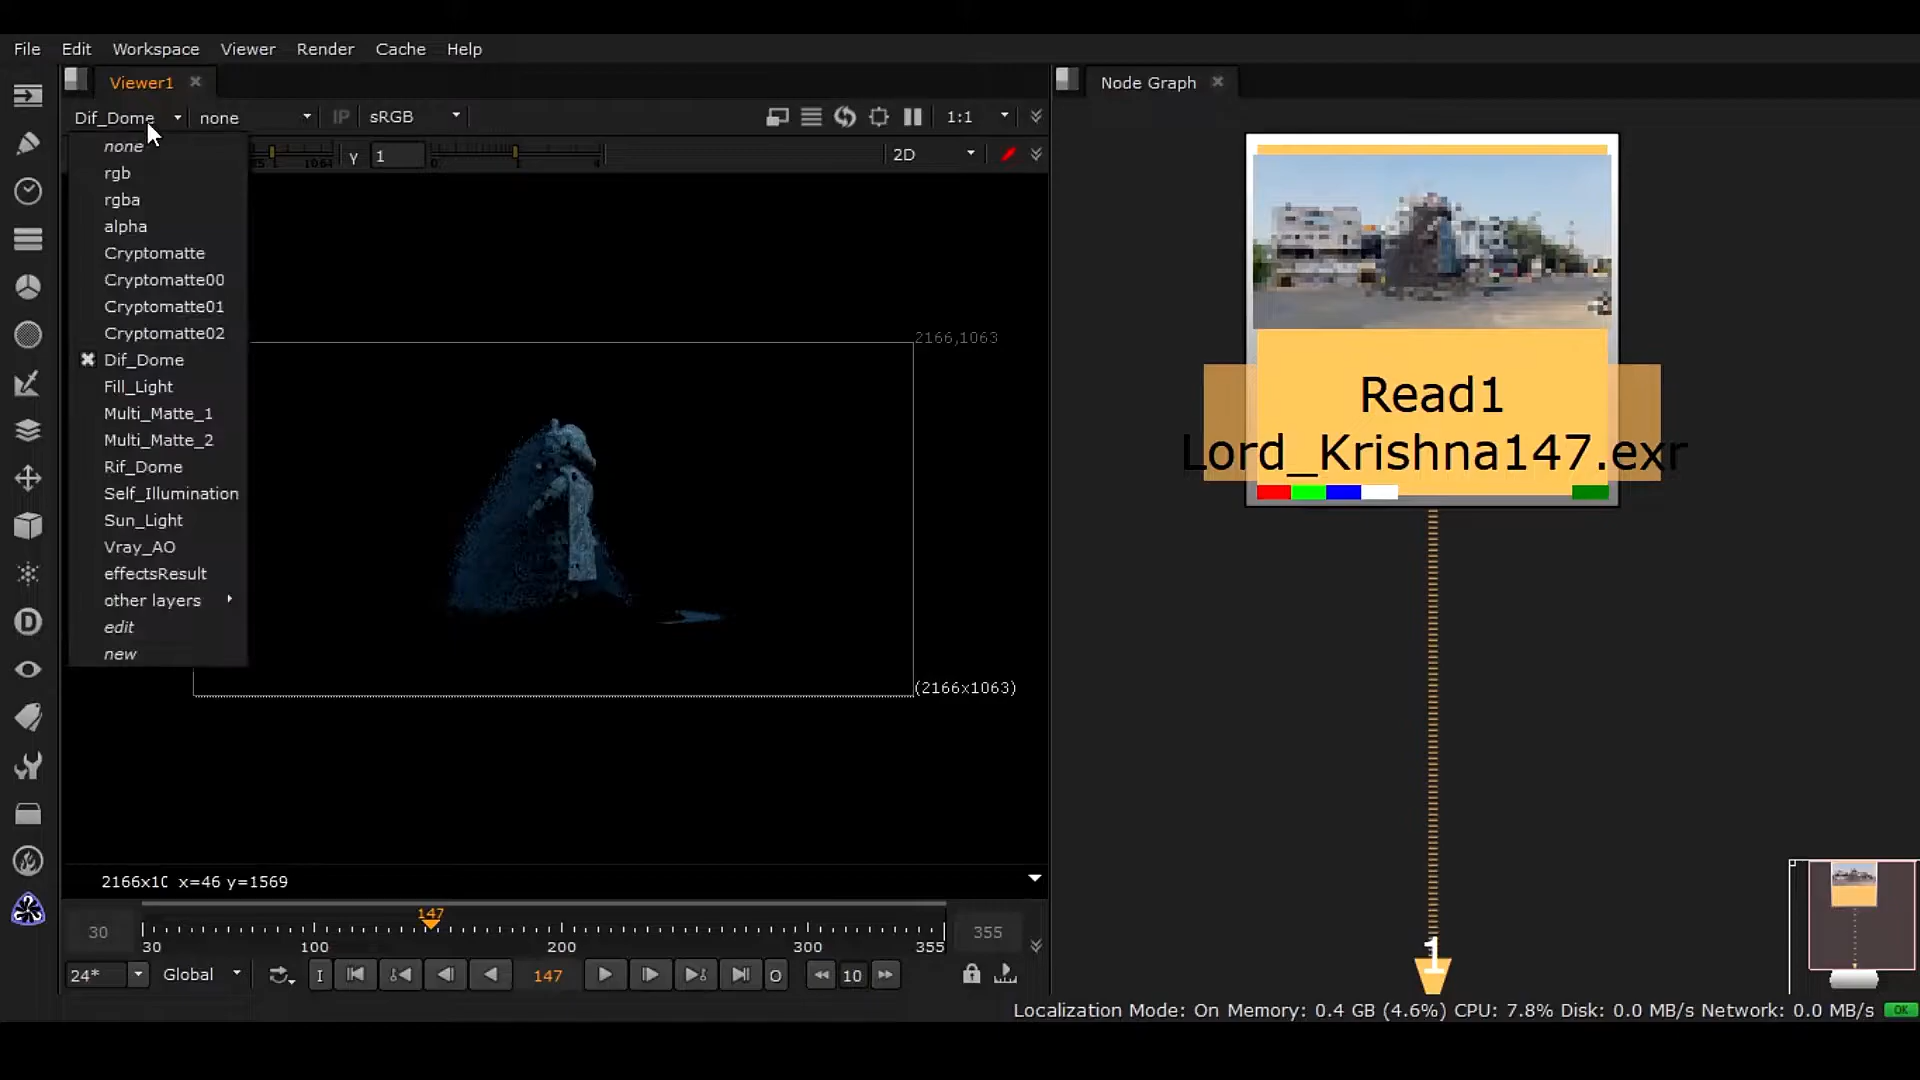 File Edit Workspace Viewer Render Cache Help
Viewer1
Node Graph
Dif_Dome none IP sRGB 1:1
γ 1 2D
none
rgb
rgba
alpha
Cryptomatte
Cryptomatte00
Cryptomatte01
Cryptomatte02
Dif_Dome
Fill_Light
Multi_Matte_1
Multi_Matte_2
Rif_Dome
Self_Illumination
Sun_Light
Vray_AO
effectsResult
other layers
edit
new
2166,1063
(2166x1063)
Read1
Lord_Krishna147.exr
1
2166x1 x=46 y=1569
147
30 30 100 200 300 355 355
24* Global I 147 O 10
Localization Mode: On Memory: 0.4 GB (4.6%) CPU: 7.8% Disk: 0.0 MB/s Network: 0.0 MB/s OK